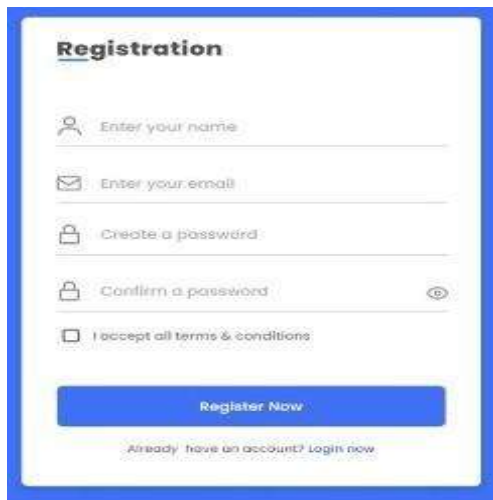 Registration
Enter your name
Enter your email
Create a password
Confirm a password
I accept all terms & conditions
Register Now
Already have an account? Login now